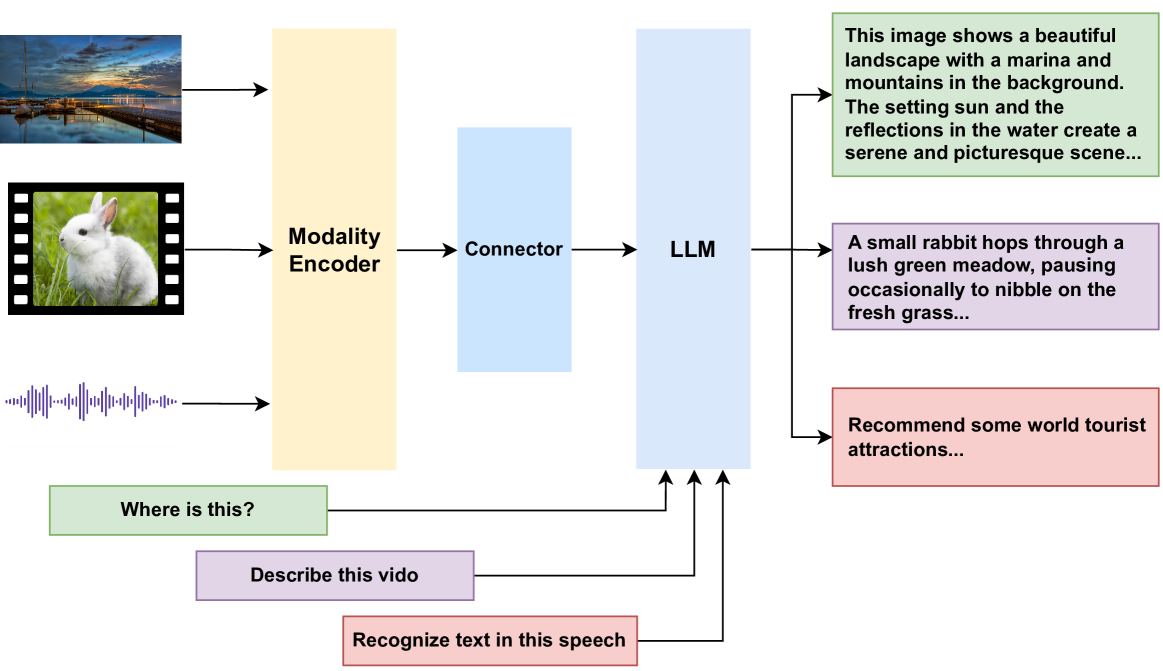 This image shows a beautiful
landscape with a marina and
mountains in the background.
The setting sun and the
reflections in the water create a
serene and picturesque scene...
Modality
Encoder
Connector
LLM
A small rabbit hops through a
lush green meadow, pausing
occasionally to nibble on the
fresh grass...
Recommend some world tourist
attractions...
Where is this?
Describe this vido
Recognize text in this speech